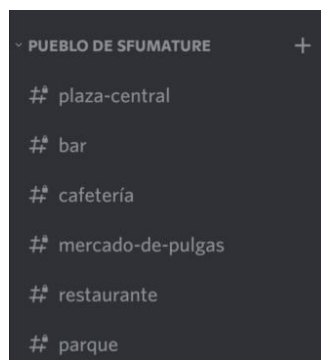 PUEBLO DE SFUMATURE
plaza-central
bar
cafetería
mercado-de-pulgas
restaurante
parque